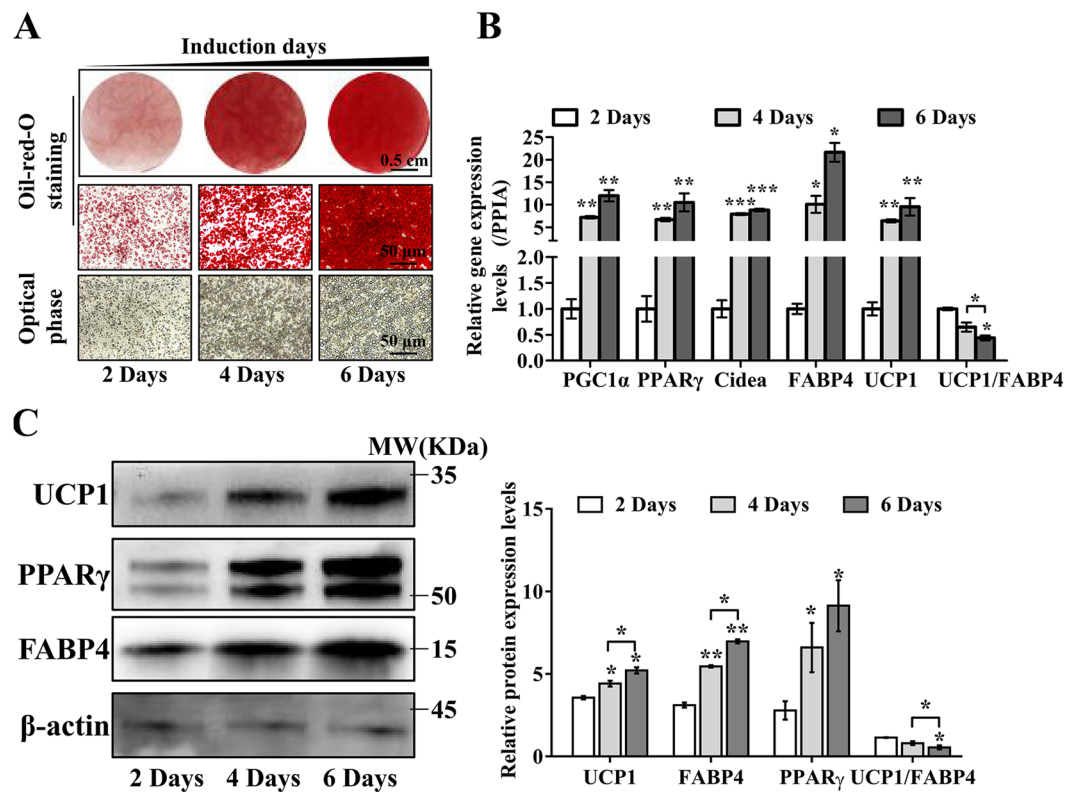 A
Induction days
Oil-red-O
staining
0.5 cm
50 μm
Optical
phase
50 μm
2 Days 4 Days 6 Days
B
2 Days 4 Days 6 Days
Relative gene expression
(/PPIA)
levels
25
20
15
10
5
2.0
1.5
1.0
0.5
0.0
** ** ** ** *** *** * * ** ** * *
PGC1α PPARγ Cidea FABP4 UCP1 UCP1/FABP4
C
MW(KDa)
UCP1
35
PPARγ
50
FABP4
15
β-actin
45
2 Days 4 Days 6 Days
2 Days 4 Days 6 Days
Relative protein expression levels
15
10
5
0
* * * * ** ** * * * *
UCP1 FABP4 PPARγ UCP1/FABP4